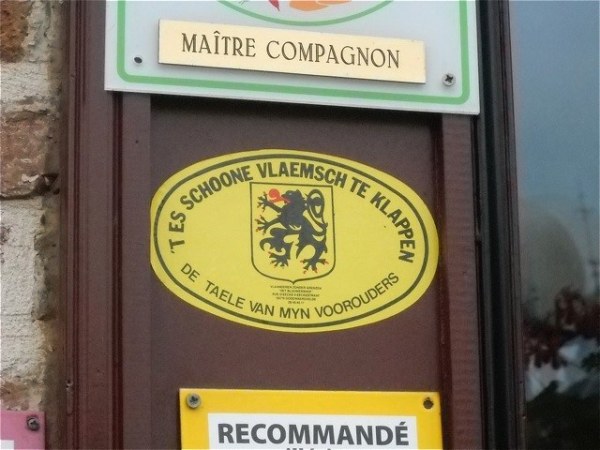 MAÎTRE COMPAGNON
'T ES SCHOONE VLAEMSCH TE KLAPPEN
DE TAELE VAN MYN VOOROUDERS
RECOMMANDÉ